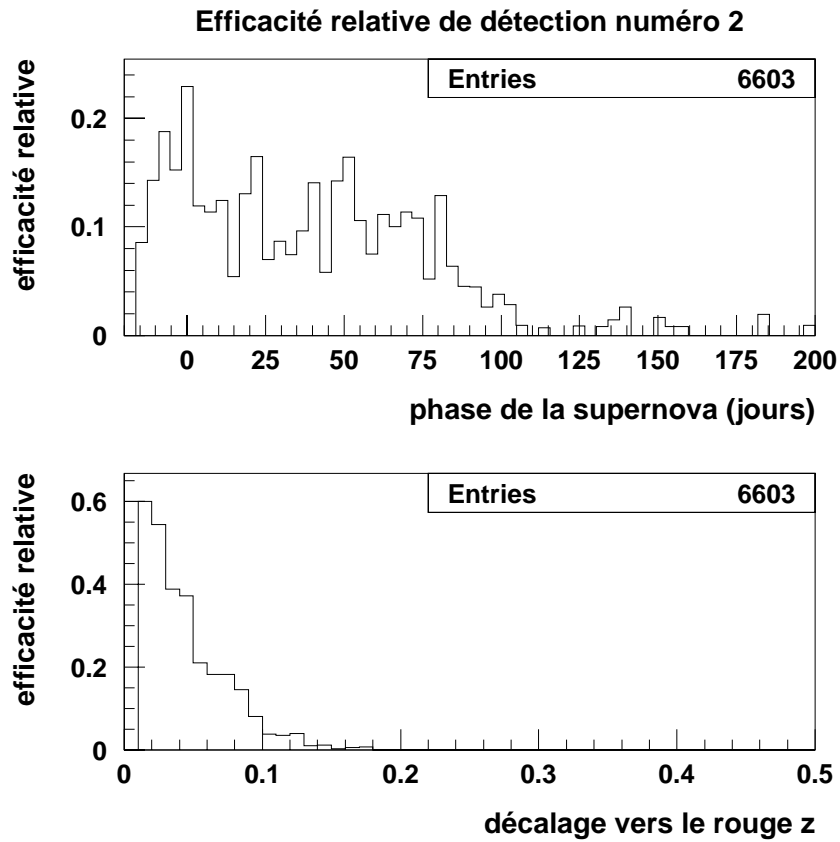 Efficacité relative de détection numéro 2
efficacité relative
Entries 6603
0.2
0.1
0
0 25 50 75 100 125 150 175 200
phase de la supernova (jours)
efficacité relative
Entries 6603
0.6
0.4
0.2
0
0 0.1 0.2 0.3 0.4 0.5
décalage vers le rouge z